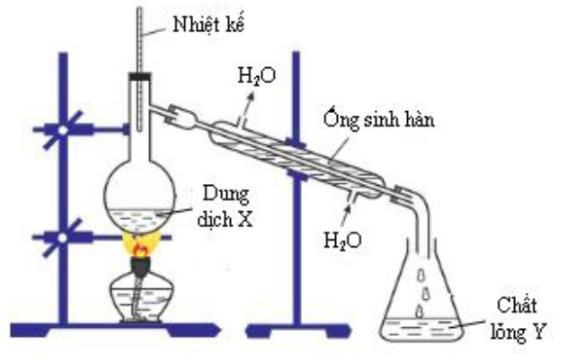 Nhiệt kế
H₂O
Ống sinh hàn
Dung
dịch X
H₂O
Chất
lỏng Y